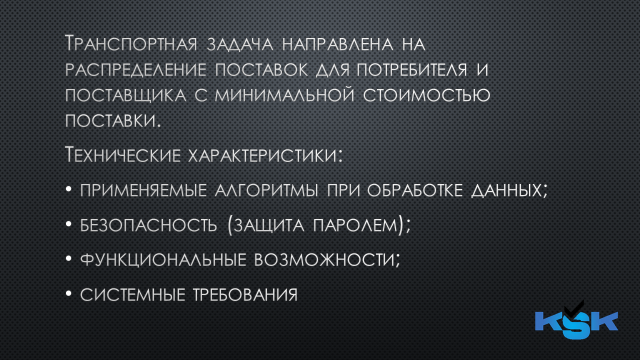 Транспортная задача направлена на
распределение поставок для потребителя и
поставщика с минимальной стоимостью
поставки.
Технические характеристики:
• применяемые алгоритмы при обработке данных;
• безопасность (защита паролем);
• функциональные возможности;
• системные требования
KSK